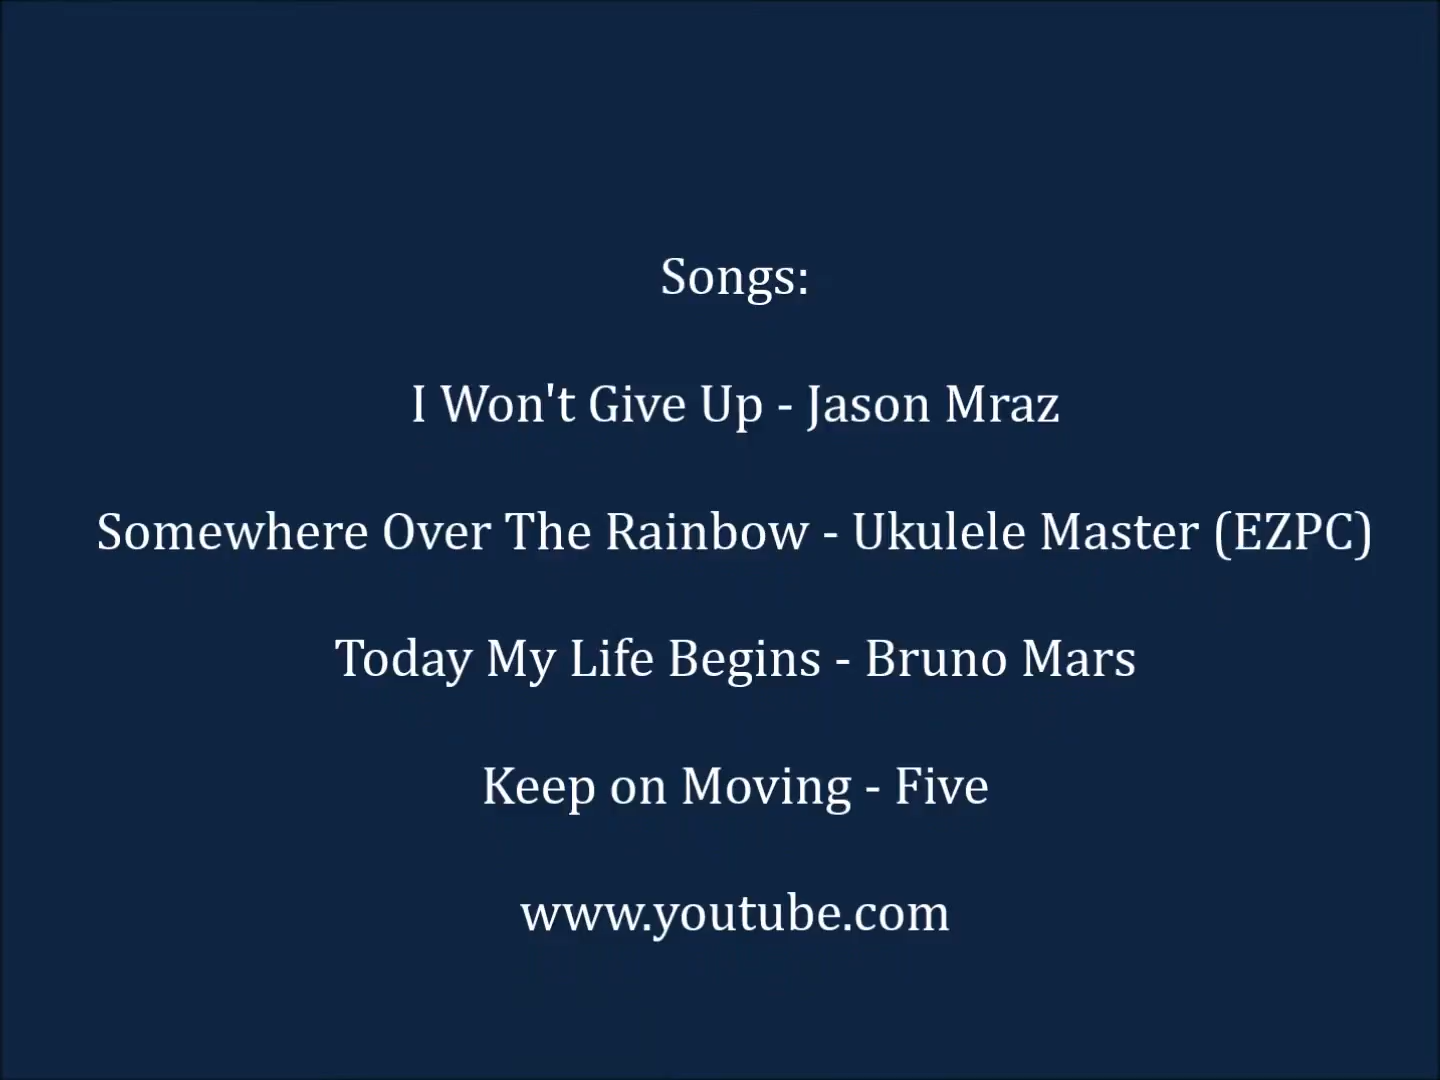 Songs:
I Won't Give Up - Jason Mraz
Somewhere Over The Rainbow - Ukulele Master (EZPC)
Today My Life Begins - Bruno Mars
Keep on Moving - Five
www.youtube.com